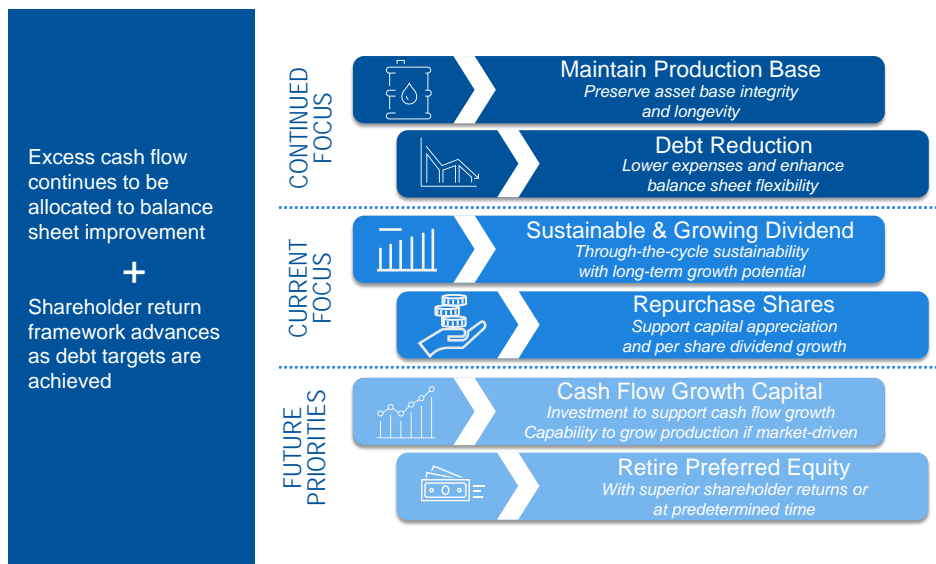 Excess cash flow
continues to be
allocated to balance
sheet improvement
+
Shareholder return
framework advances
as debt targets are
achieved
CONTINUED
FOCUS
Maintain Production Base
Preserve asset base integrity
and longevity
Debt Reduction
Lower expenses and enhance
balance sheet flexibility
CURRENT
FOCUS
Sustainable & Growing Dividend
Through-the-cycle sustainability
with long-term growth potential
Repurchase Shares
Support capital appreciation
and per share dividend growth
FUTURE
PRIORITIES
Cash Flow Growth Capital
Investment to support cash flow growth
Capability to grow production if market-driven
Retire Preferred Equity
With superior shareholder returns or
at predetermined time